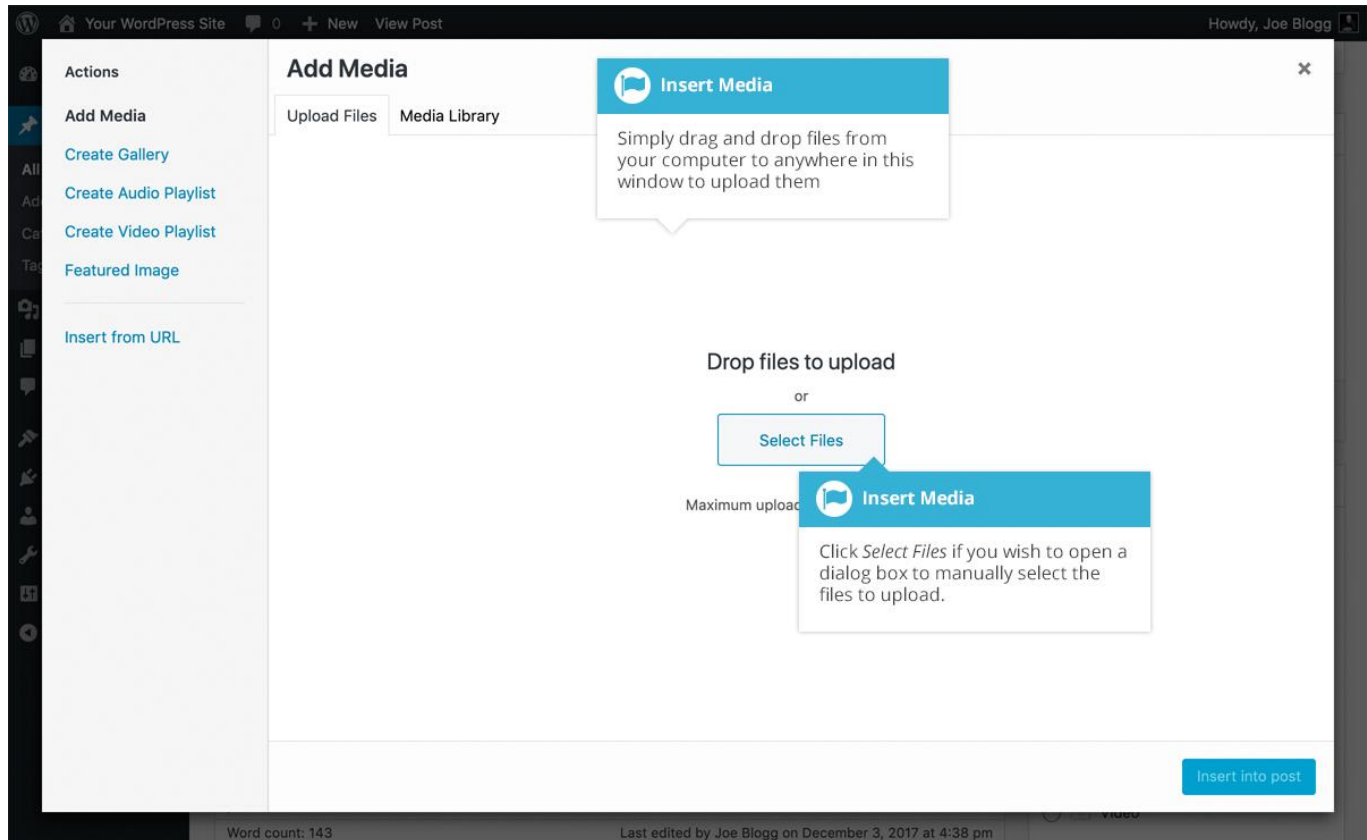 Your WordPress Site 0 + New View Post Howdy, Joe Blogg
Actions
Add Media
Create Gallery
Create Audio Playlist
Create Video Playlist
Featured Image
Insert from URL
Add Media
×
Upload Files Media Library
Insert Media
Simply drag and drop files from
your computer to anywhere in this
window to upload them
Drop files to upload
or
Select Files
Maximum upload
Insert Media
Click Select Files if you wish to open a
dialog box to manually select the
files to upload.
Insert into post
All
Video
Word count: 143 Last edited by Joe Blogg on December 3, 2017 at 4:38 pm